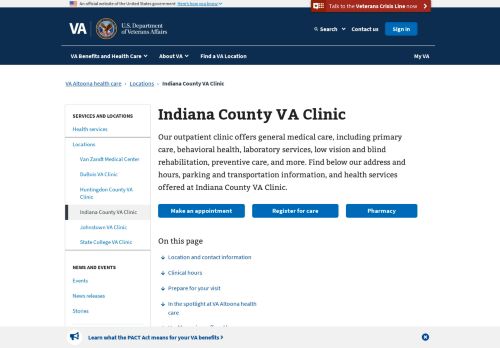 An official website of the United States government Here's how you know
Talk to the Veterans Crisis Line now
VA
U.S. Department
of Veterans Affairs
Search
Contact us
Sign in
VA Benefits and Health Care
About VA
Find a VA Location
My VA
VA Altoona health care › Locations › Indiana County VA Clinic
SERVICES AND LOCATIONS
Health services
Locations
Van Zandt Medical Center
DuBois VA Clinic
Huntingdon County VA
Clinic
Indiana County VA Clinic
Johnstown VA Clinic
State College VA Clinic
NEWS AND EVENTS
Events
News releases
Stories
Indiana County VA Clinic
Our outpatient clinic offers general medical care, including primary
care, behavioral health, laboratory services, low vision and blind
rehabilitation, preventive care, and more. Find below our address and
hours, parking and transportation information, and health services
offered at Indiana County VA Clinic.
Make an appointment
Register for care
Pharmacy
On this page
Location and contact information
Clinical hours
Prepare for your visit
In the spotlight at VA Altoona health
care
Learn what the PACT Act means for your VA benefits